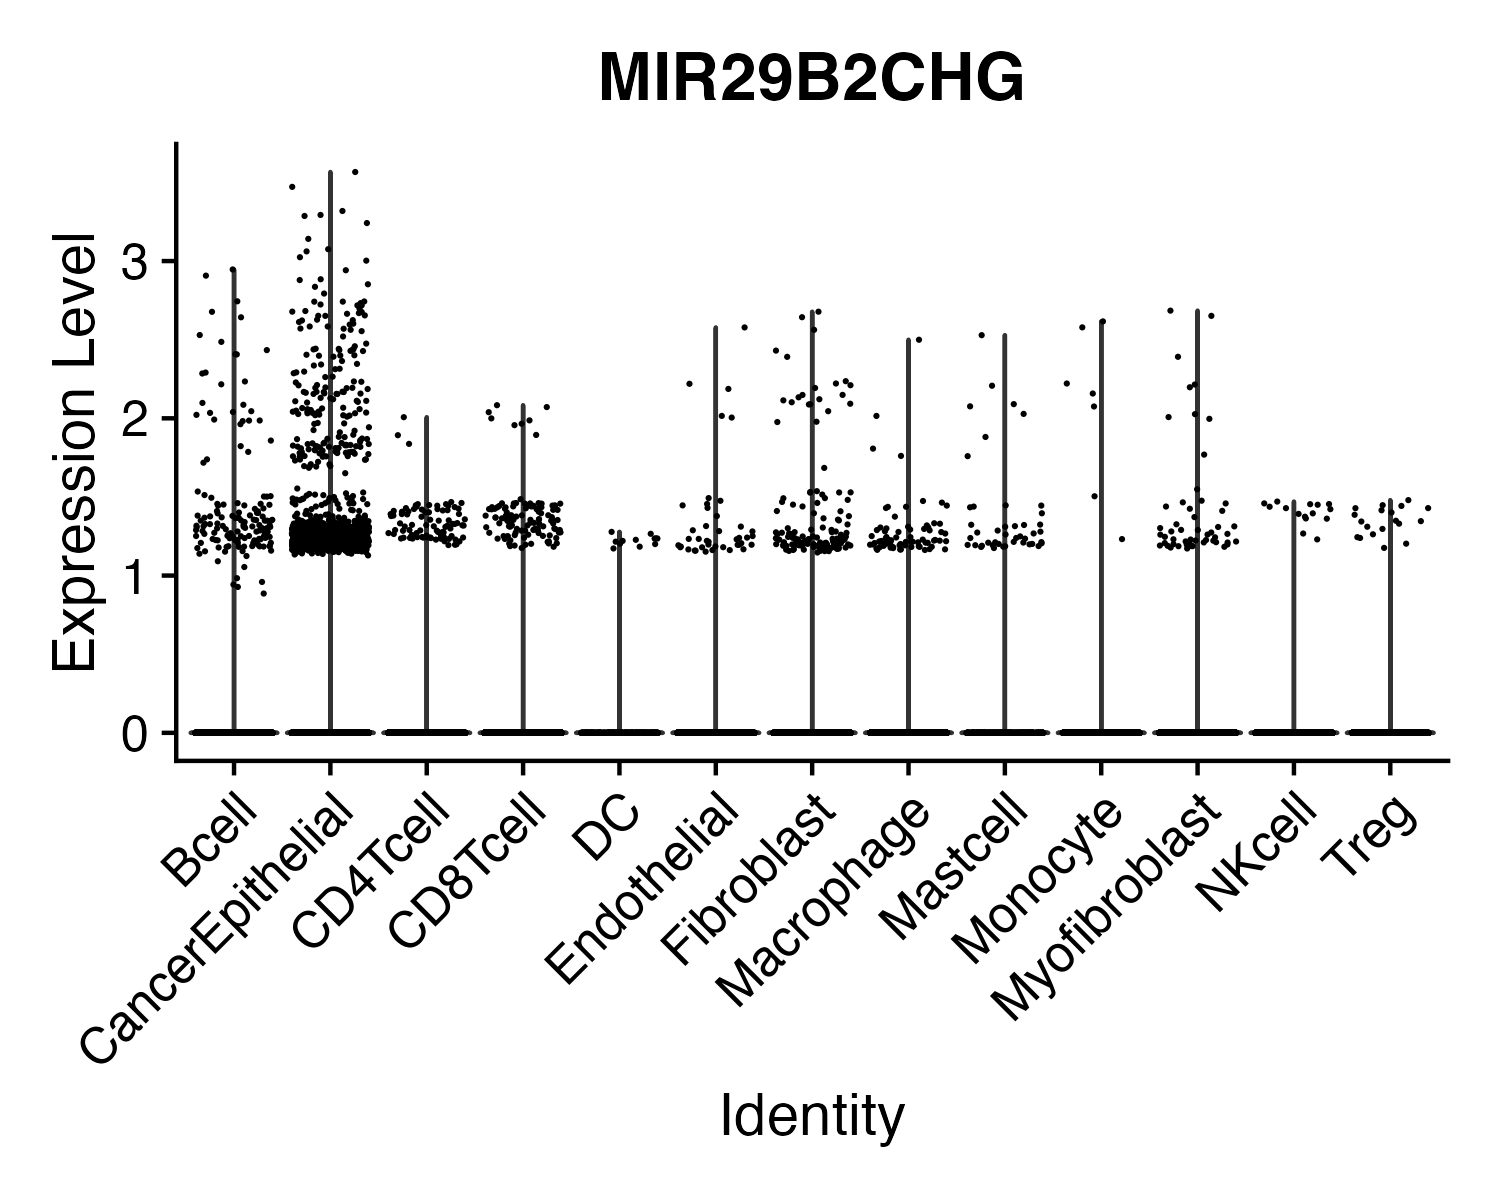 MIR29B2CHG
Expression Level
3
2
1
0
Bcell
CancerEpithelial
CD4Tcell
CD8Tcell
DC
Endothelial
Fibroblast
Macrophage
Mastcell
Monocyte
Myofibroblast
NKcell
Treg
Identity